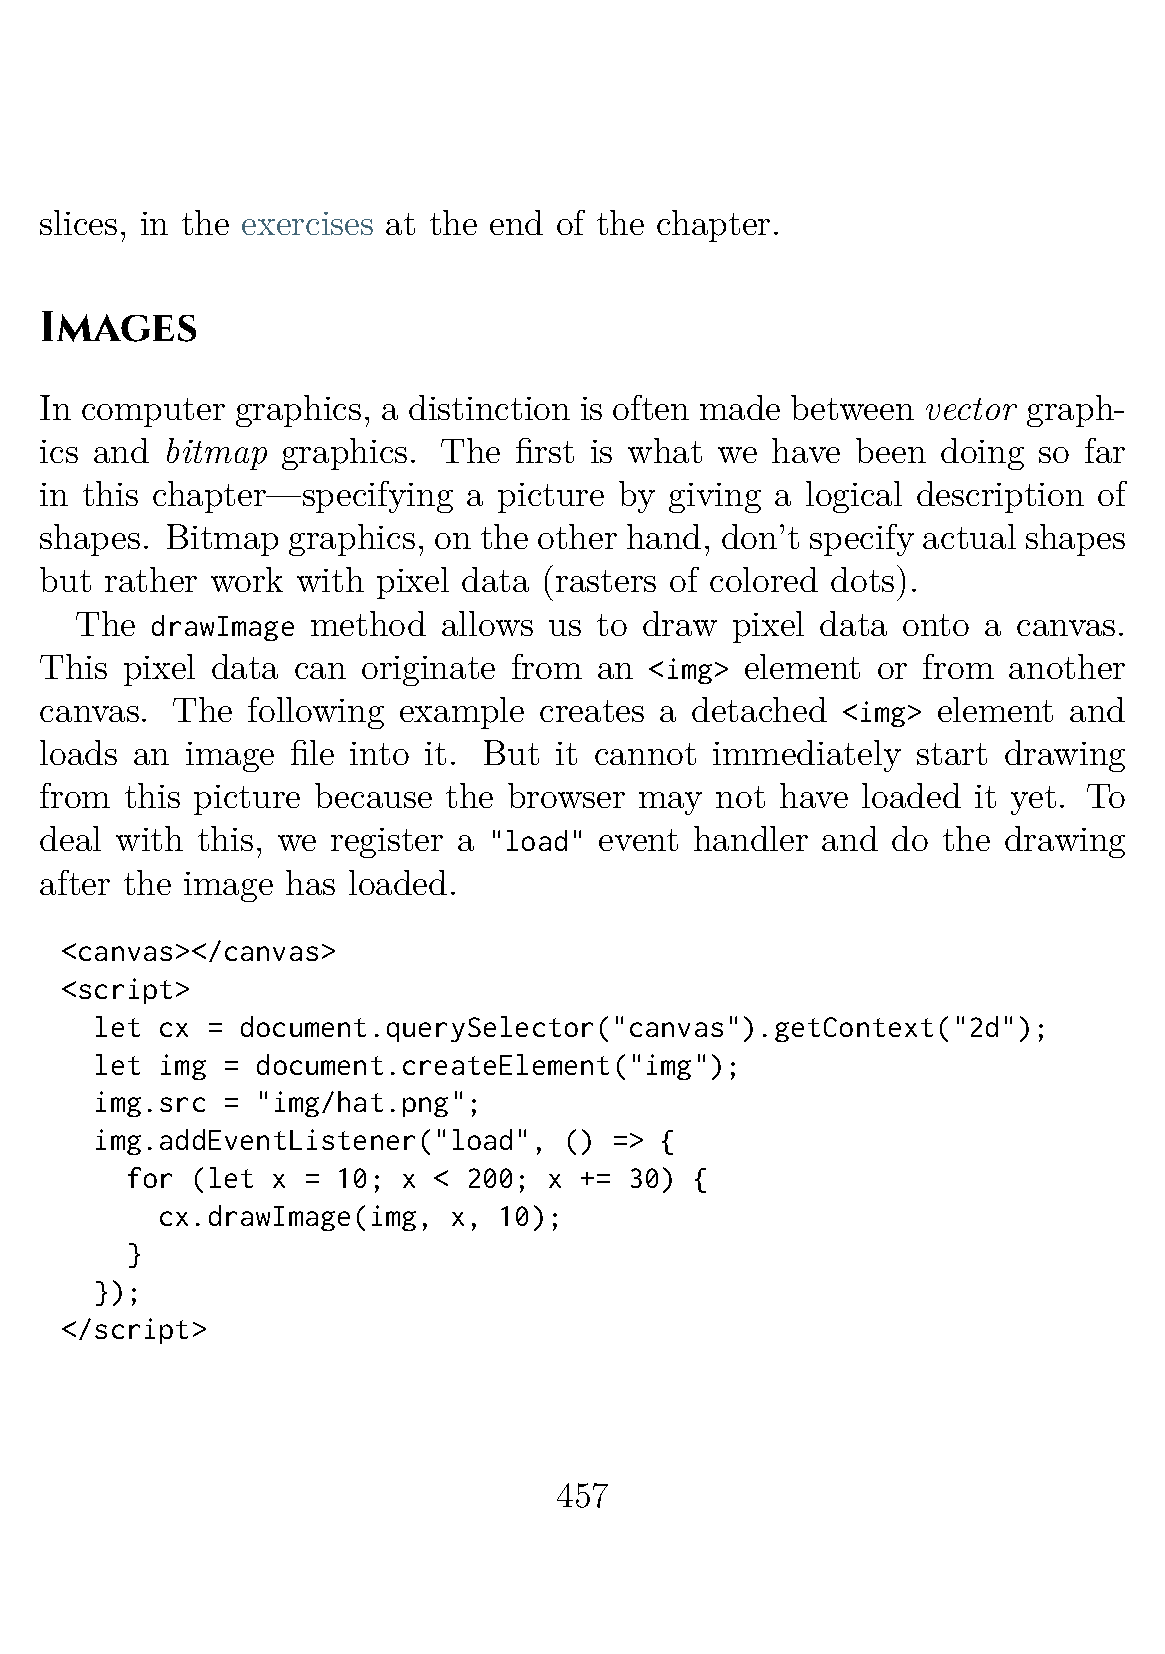 slices, in the exercises at the end of the chapter.
Images
In computer graphics, a distinction is often made between vector graph-
ics and bitmap graphics. The first is what we have been doing so far
in this chapter—specifying a picture by giving a logical description of
shapes. Bitmap graphics, on the other hand, don't specify actual shapes
but rather work with pixel data (rasters of colored dots).
The drawImage method allows us to draw pixel data onto a canvas.
This pixel data can originate from an <img> element or from another
canvas. The following example creates a detached <img> element and
loads an image file into it. But it cannot immediately start drawing
from this picture because the browser may not have loaded it yet. To
deal with this, we register a "load" event handler and do the drawing
after the image has loaded.
<canvas></canvas>
<script>
  let cx = document.querySelector("canvas").getContext("2d");
  let img = document.createElement("img");
  img.src = "img/hat.png";
  img.addEventListener("load", () => {
    for (let x = 10; x < 200; x += 30) {
      cx.drawImage(img, x, 10);
    }
  });
</script>
457